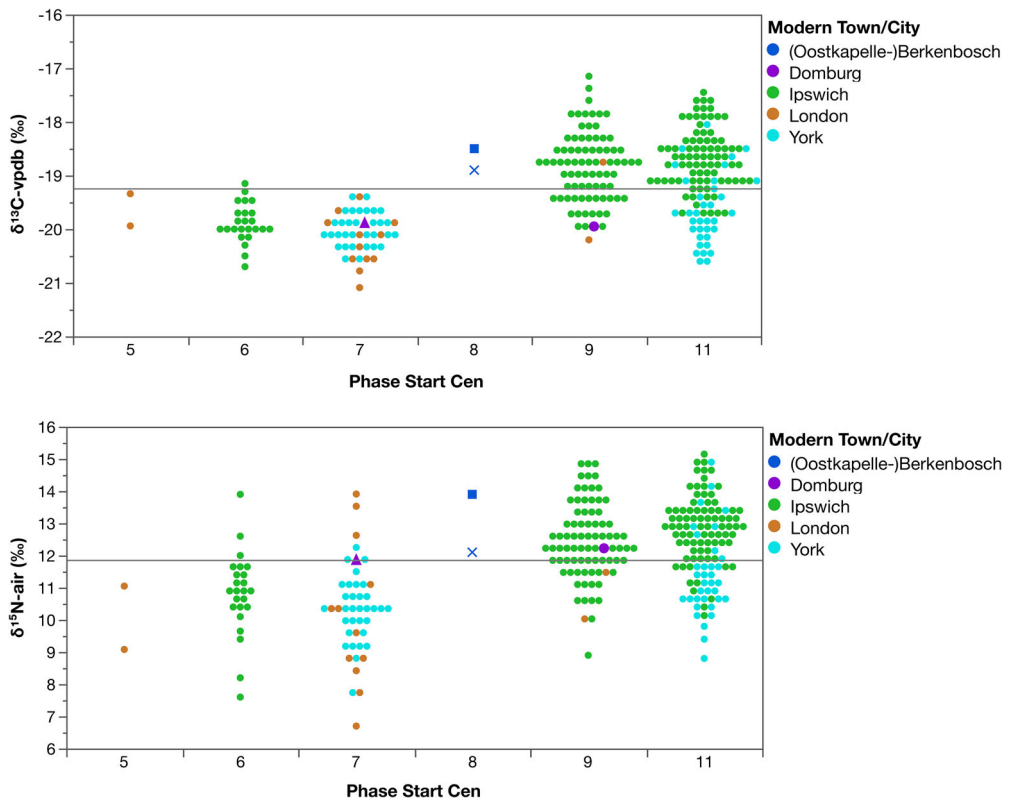 -16
-17
-18
-19
-20
-21
-22
δ¹³C-vpdb (‰)
5 6 7 8 9 11
Phase Start Cen
Modern Town/City
(Oostkapelle-)Berkenbosch
Domburg
Ipswich
London
York
16
15
14
13
12
11
10
9
8
7
6
δ¹⁵N-air (‰)
5 6 7 8 9 11
Phase Start Cen
Modern Town/City
(Oostkapelle-)Berkenbosch
Domburg
Ipswich
London
York